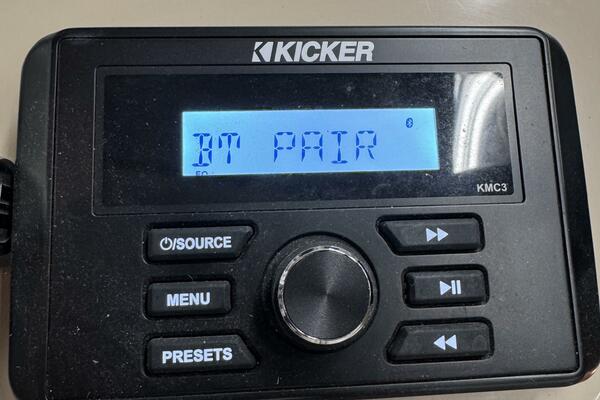 KICKER
BT PAIR
EQ
KMC3
/SOURCE
MENU
PRESETS